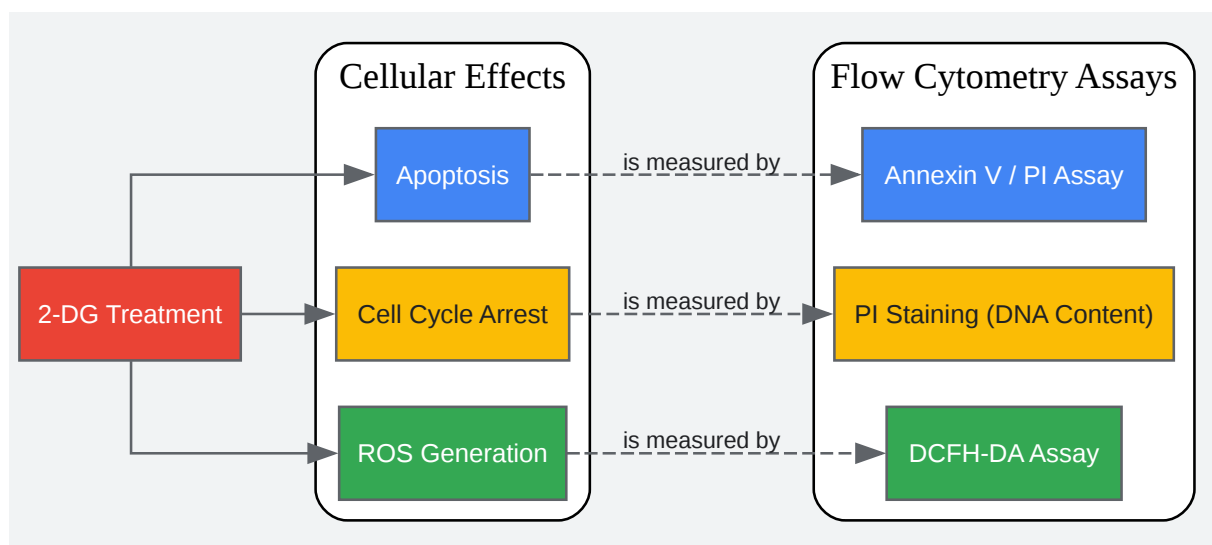 Cellular Effects
Flow Cytometry Assays
Apoptosis
is measured by
Annexin V / PI Assay
2-DG Treatment
Cell Cycle Arrest
is measured by
PI Staining (DNA Content)
ROS Generation
is measured by
DCFH-DA Assay